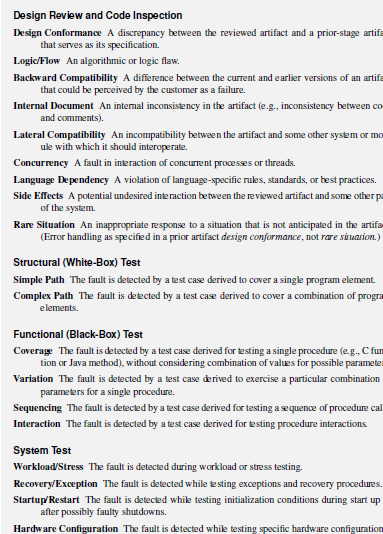 Design Review and Code Inspection
Design Conformance A discrepancy between the reviewed artifact and a prior-stage artifa
that serves as its specification.
Logic/Flow An algorithmic or logic flaw.
Backward Compatibility A difference between the current and earlier versions of an artifa
that could be perceived by the customer as a failure.
Internal Document An internal inconsistency in the artifact (e.g., inconsistency between co
and comments).
Lateral Compatibility An incompatibility between the artifact and some other system or mo
ule with which it should interoperate.
Concurrency A fault in interaction of concurrent processes or threads.
Language Dependency A violation of language-specific rules, standards, or best practices.
Side Effects A potential undesired interaction between the reviewed artifact and some other pa
of the system.
Rare Situation An inappropriate response to a situation that is not anticipated in the artifac
(Error handling as specified in a prior artifact design conformance, not rare situation.)
Structural (White-Box) Test
Simple Path The fault is detected by a test case derived to cover a single program element.
Complex Path The fault is detected by a test case derived to cover a combination of progra
elements.
Functional (Black-Box) Test
Coverage The fault is detected by a test case derived for testing a single procedure (e.g., C fun
tion or Java method), without considering combination of values for possible parameter
Variation The fault is detected by a test case derived to exercise a particular combination
parameters for a single procedure.
Sequencing The fault is detected by a test case derived for testing a sequence of procedure cal
Interaction The fault is detected by a test case derived for testing procedure interactions.
System Test
Workload/Stress The fault is detected during workload or stress testing.
Recovery/Exception The fault is detected while testing exceptions and recovery procedures.
Startup/Restart The fault is detected while testing initialization conditions during start up
after possibly faulty shutdowns.
Hardware Configuration The fault is detected while testing specific hardware configuration